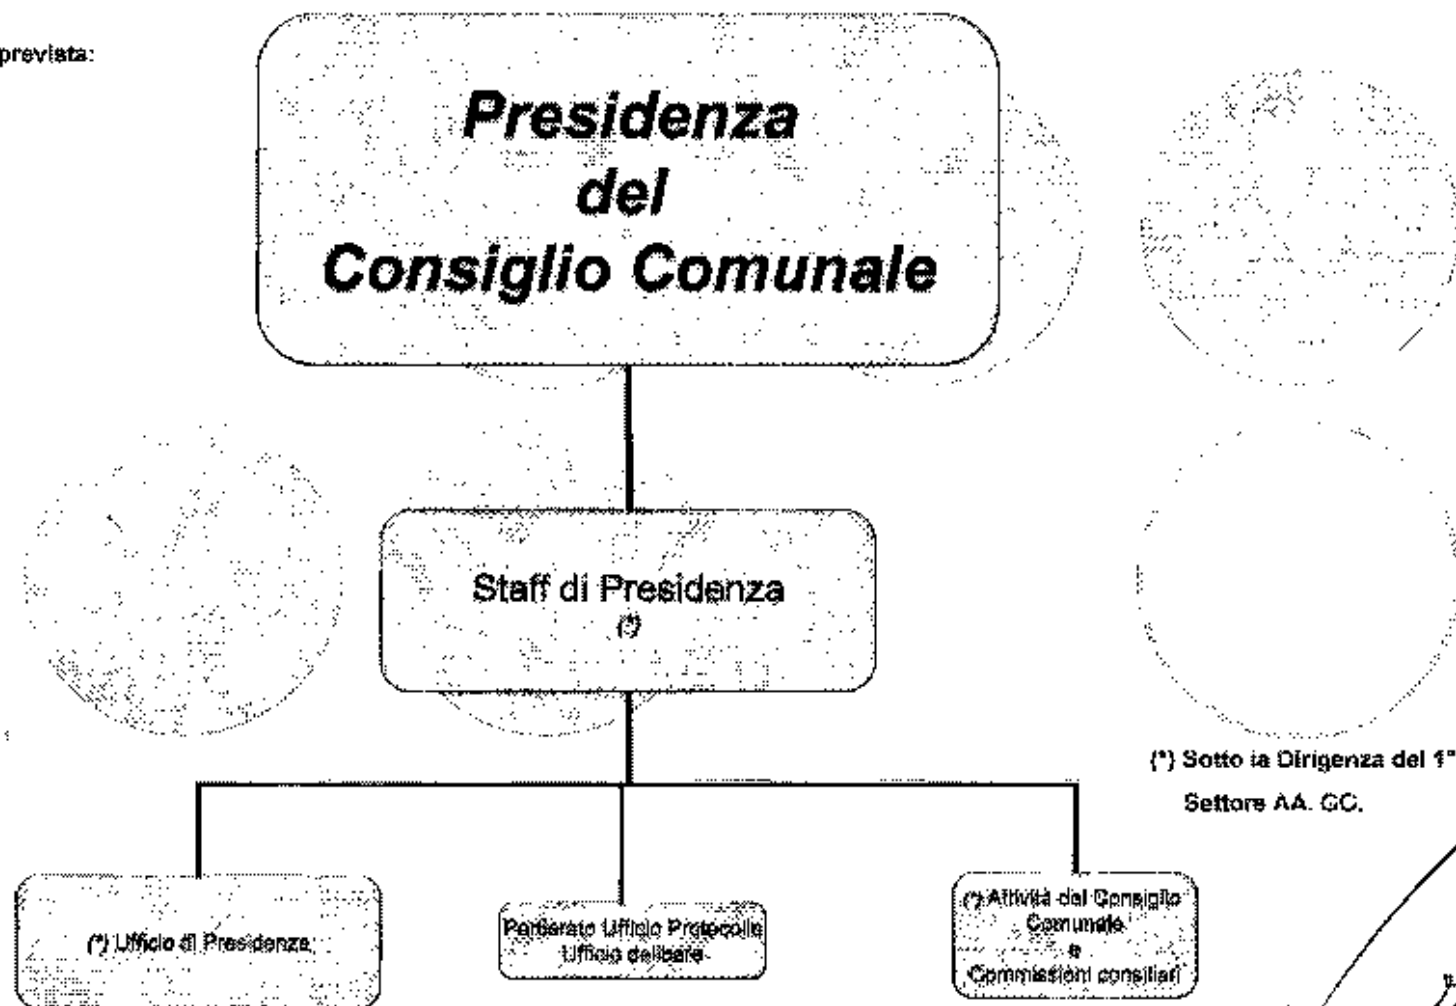 prevista:
Presidenza
del
Consiglio Comunale
Staff di Presidenza
(*)
(*) Sotto la Dirigenza del 1°
Settore AA. GG.
(*) Ufficio di Presidenza
Portierato Ufficio Protocollo
Ufficio delibere
(*) Attività del Consiglio
Comunale
e
Commissioni consiliari